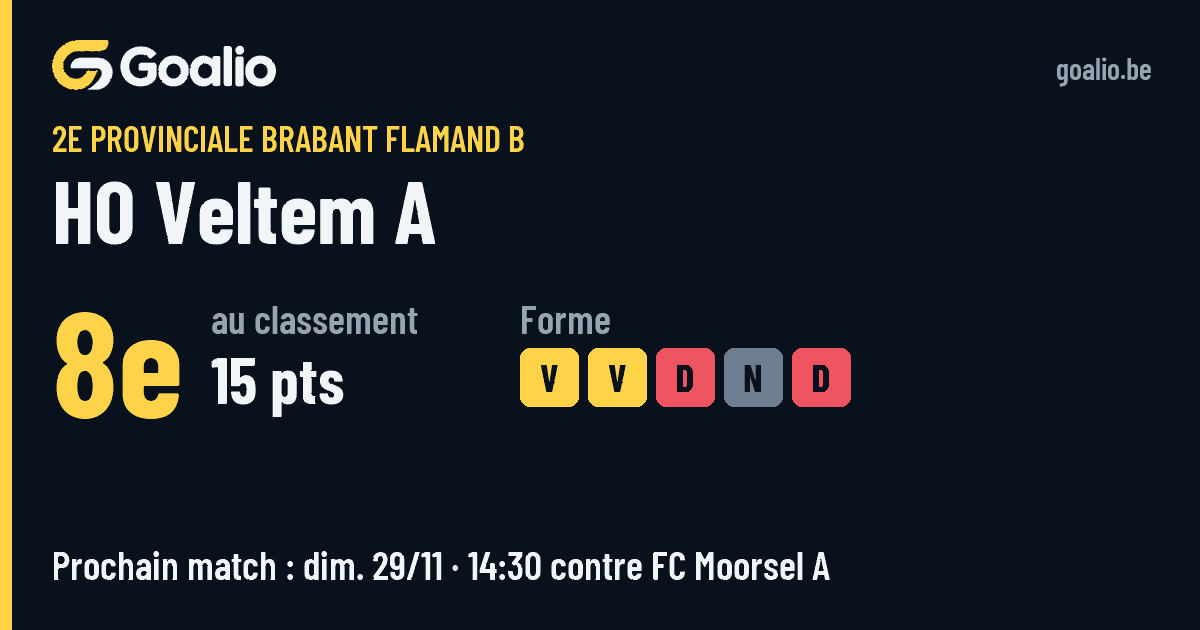 Goalio
goalio.be
2E PROVINCIALE BRABANT FLAMAND B
HO Veltem A
8e
au classement
15 pts
Forme
V V D N D
Prochain match : dim. 29/11 · 14:30 contre FC Moorsel A